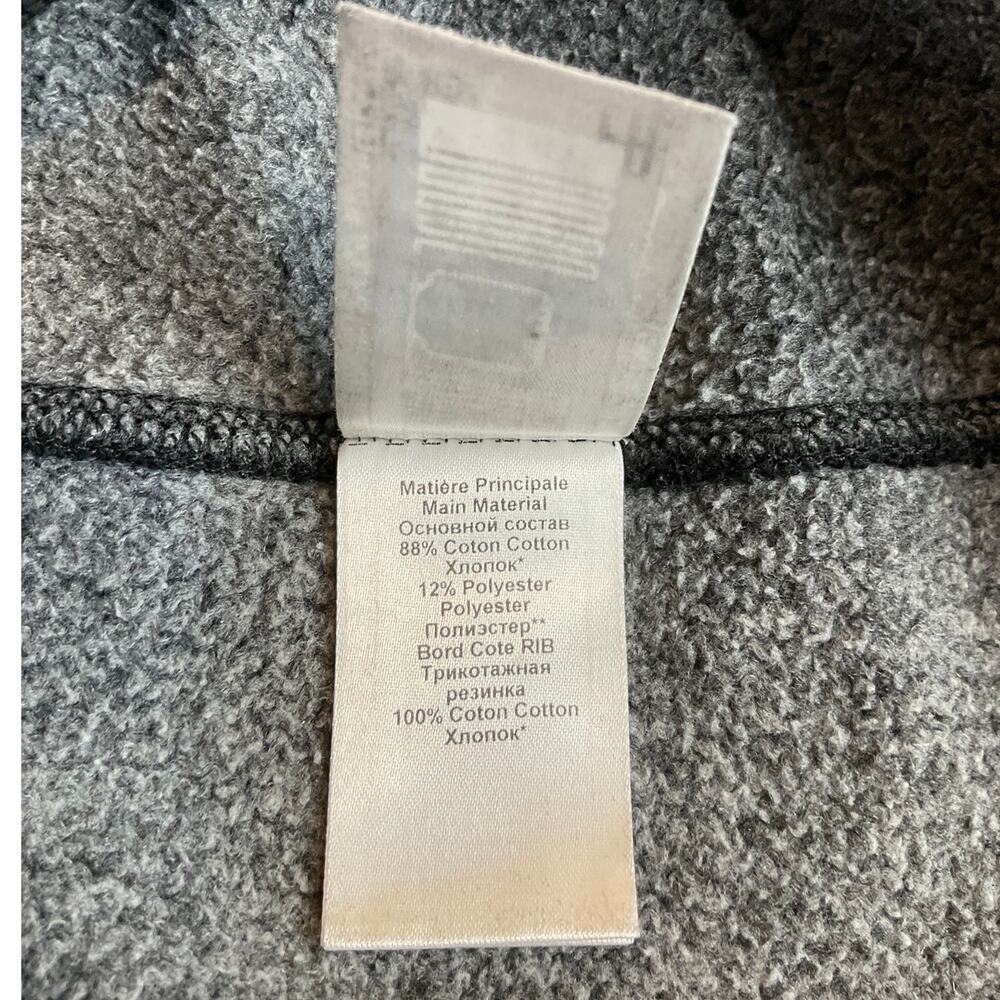 Matière Principale
Main Material
Основной состав
88% Coton Cotton
Хлопок*
12% Polyester
Polyester
Полиэстер**
Bord Cote RIB
Трикотажная
резинка
100% Coton Cotton
Хлопок*